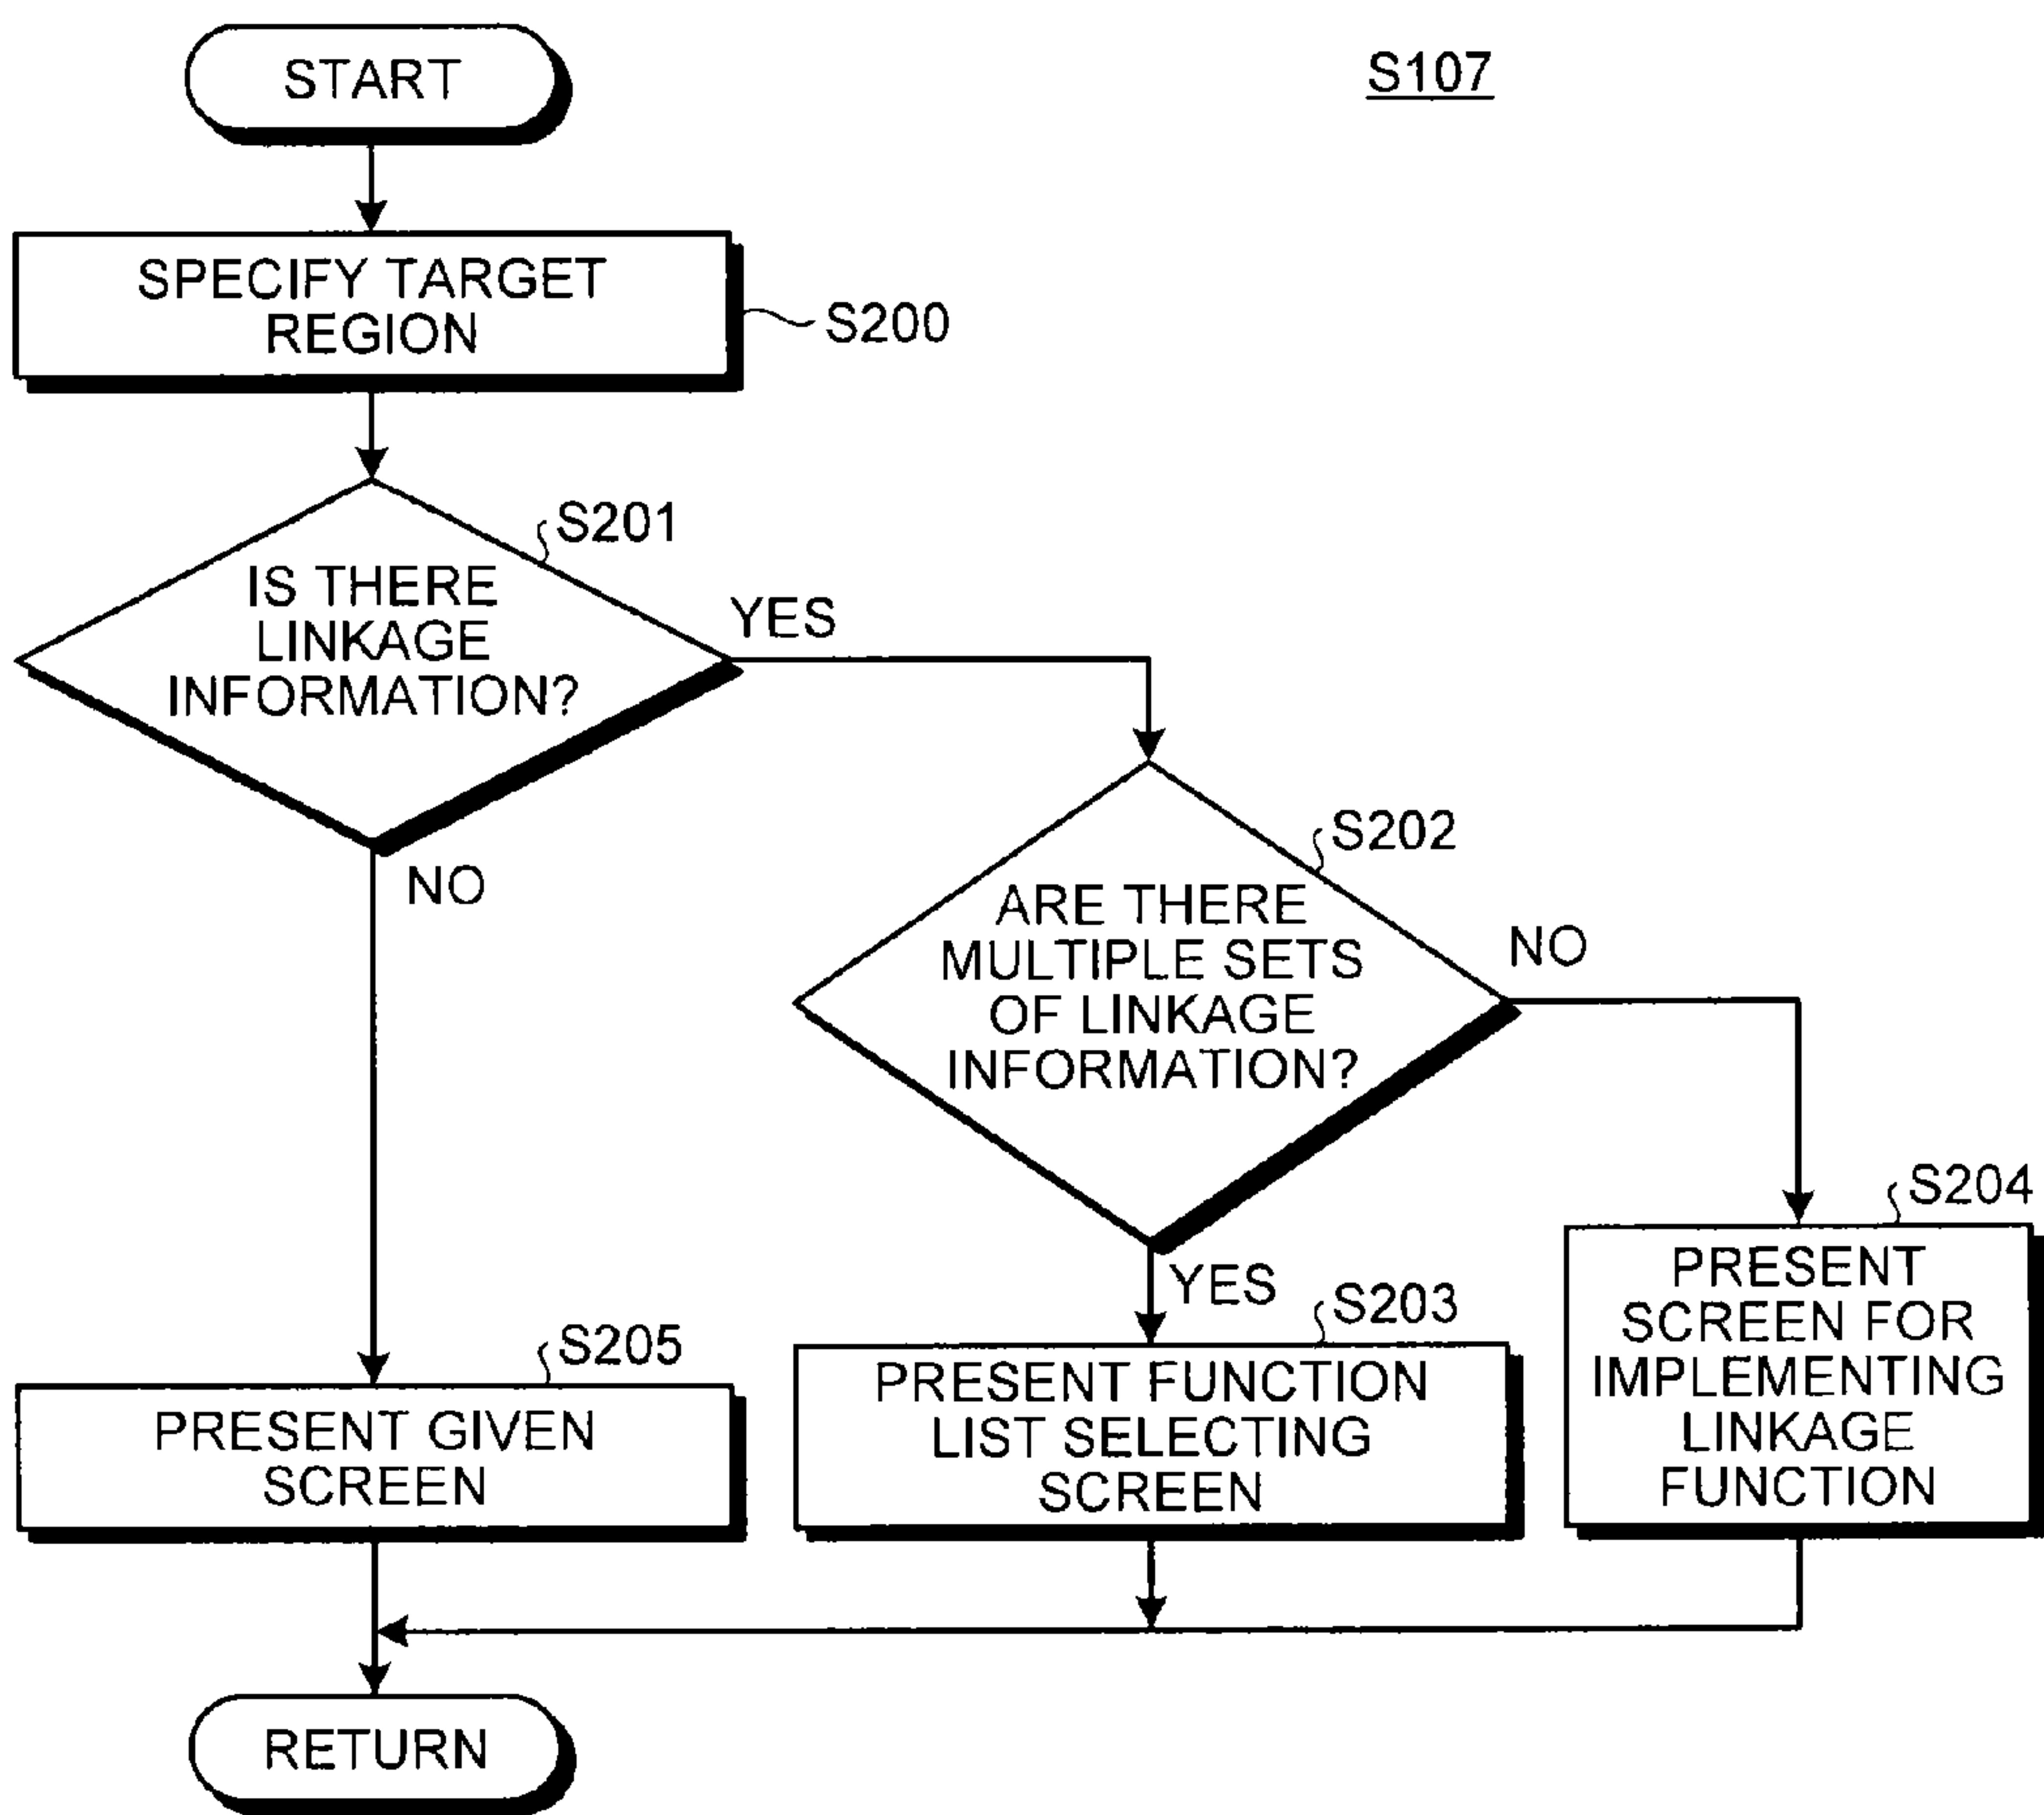 START
S107
SPECIFY TARGET
REGION
S200
S201
IS THERE
LINKAGE
INFORMATION?
YES
NO
S202
ARE THERE
MULTIPLE SETS
OF LINKAGE
INFORMATION?
NO
YES
S204
PRESENT
SCREEN FOR
IMPLEMENTING
LINKAGE
FUNCTION
S203
PRESENT FUNCTION
LIST SELECTING
SCREEN
S205
PRESENT GIVEN
SCREEN
RETURN